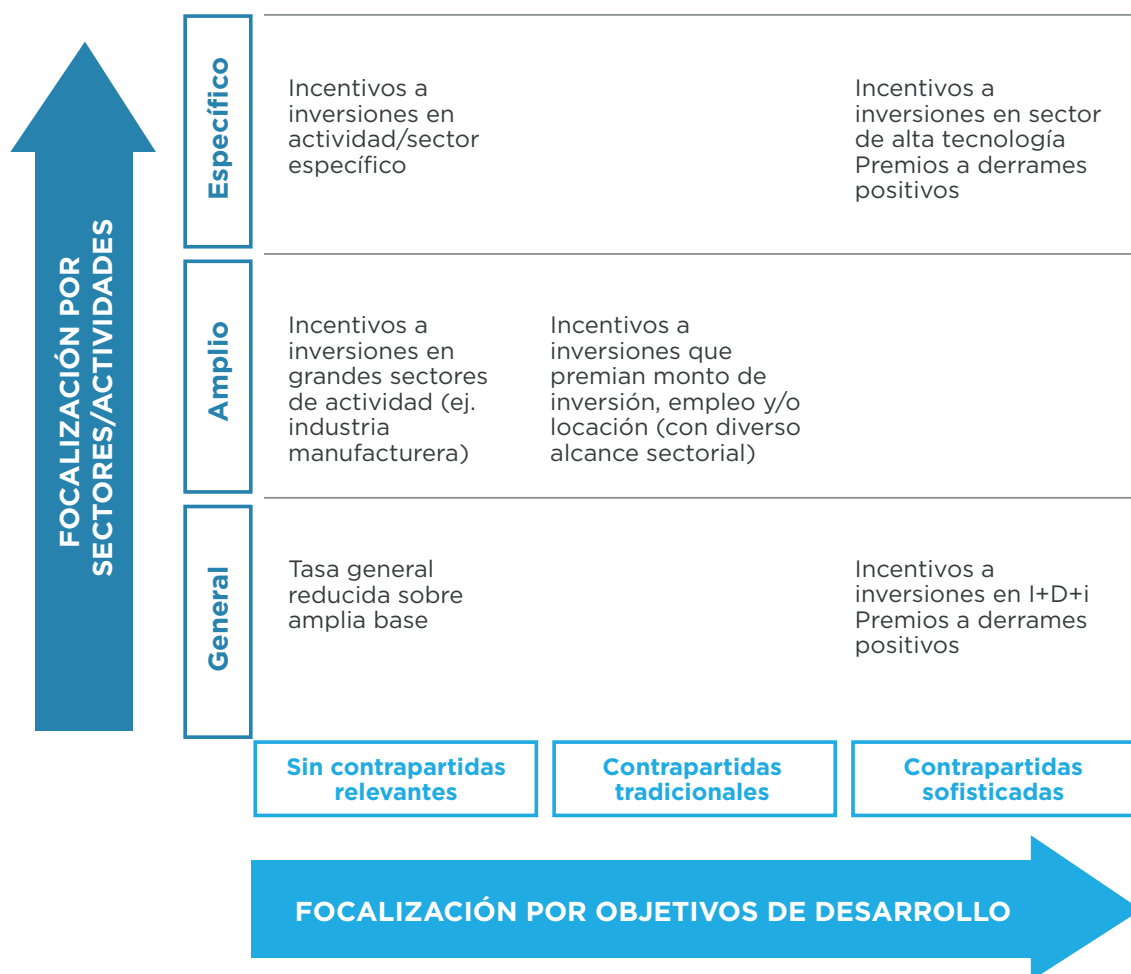 FOCALIZACIÓN POR
SECTORES/ACTIVIDADES
Específico
Incentivos a
inversiones en
actividad/sector
específico
Incentivos a
inversiones en sector
de alta tecnología
Premios a derrames
positivos
Amplio
Incentivos a
inversiones en
grandes sectores
de actividad (ej.
industria
manufacturera)
Incentivos a
inversiones que
premian monto de
inversión, empleo y/o
locación (con diverso
alcance sectorial)
General
Tasa general
reducida sobre
amplia base
Incentivos a
inversiones en I+D+i
Premios a derrames
positivos
Sin contrapartidas
relevantes
Contrapartidas
tradicionales
Contrapartidas
sofisticadas
FOCALIZACIÓN POR OBJETIVOS DE DESARROLLO